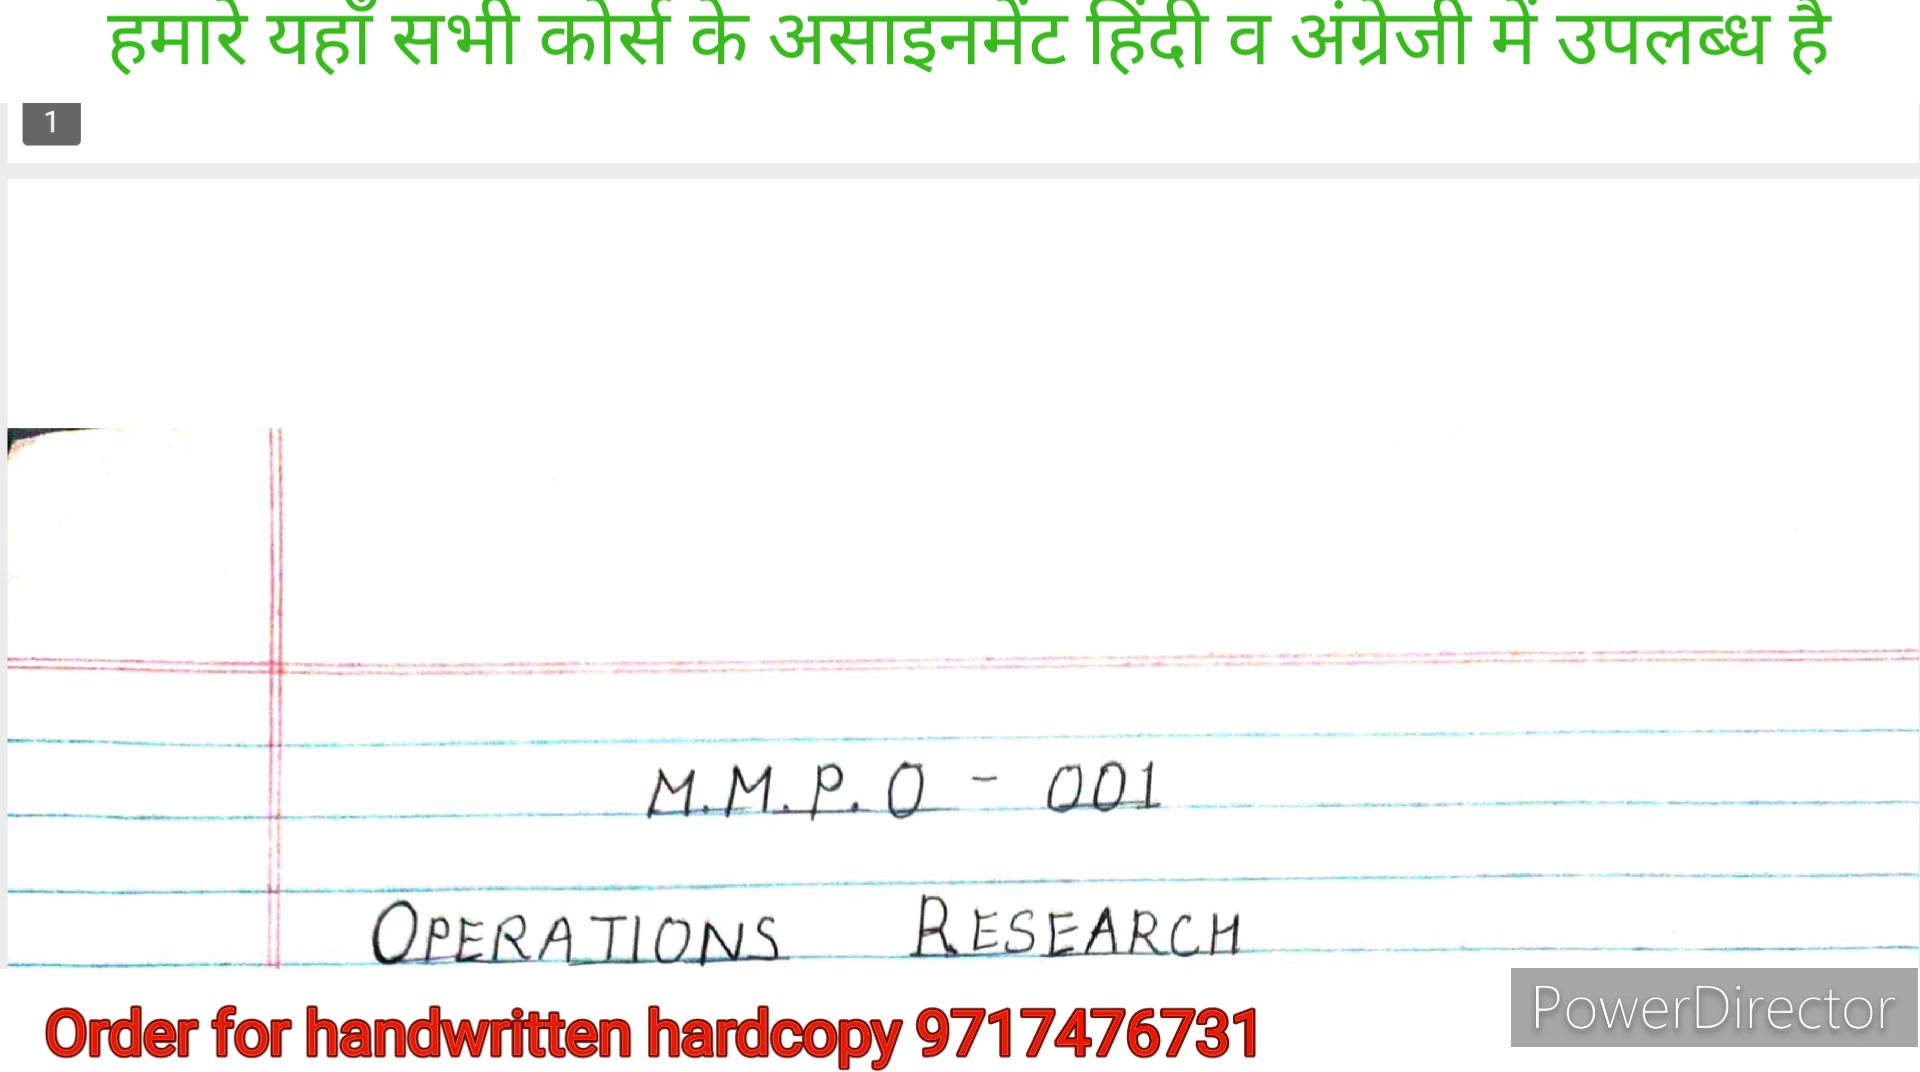 हमारे यहाँ सभी कोर्स के असाइनमेंट हिंदी व अंग्रेजी में उपलब्ध है
1
M.M.P.O - 001
OPERATIONS RESEARCH
Order for handwritten hardcopy 9717476731
PowerDirector